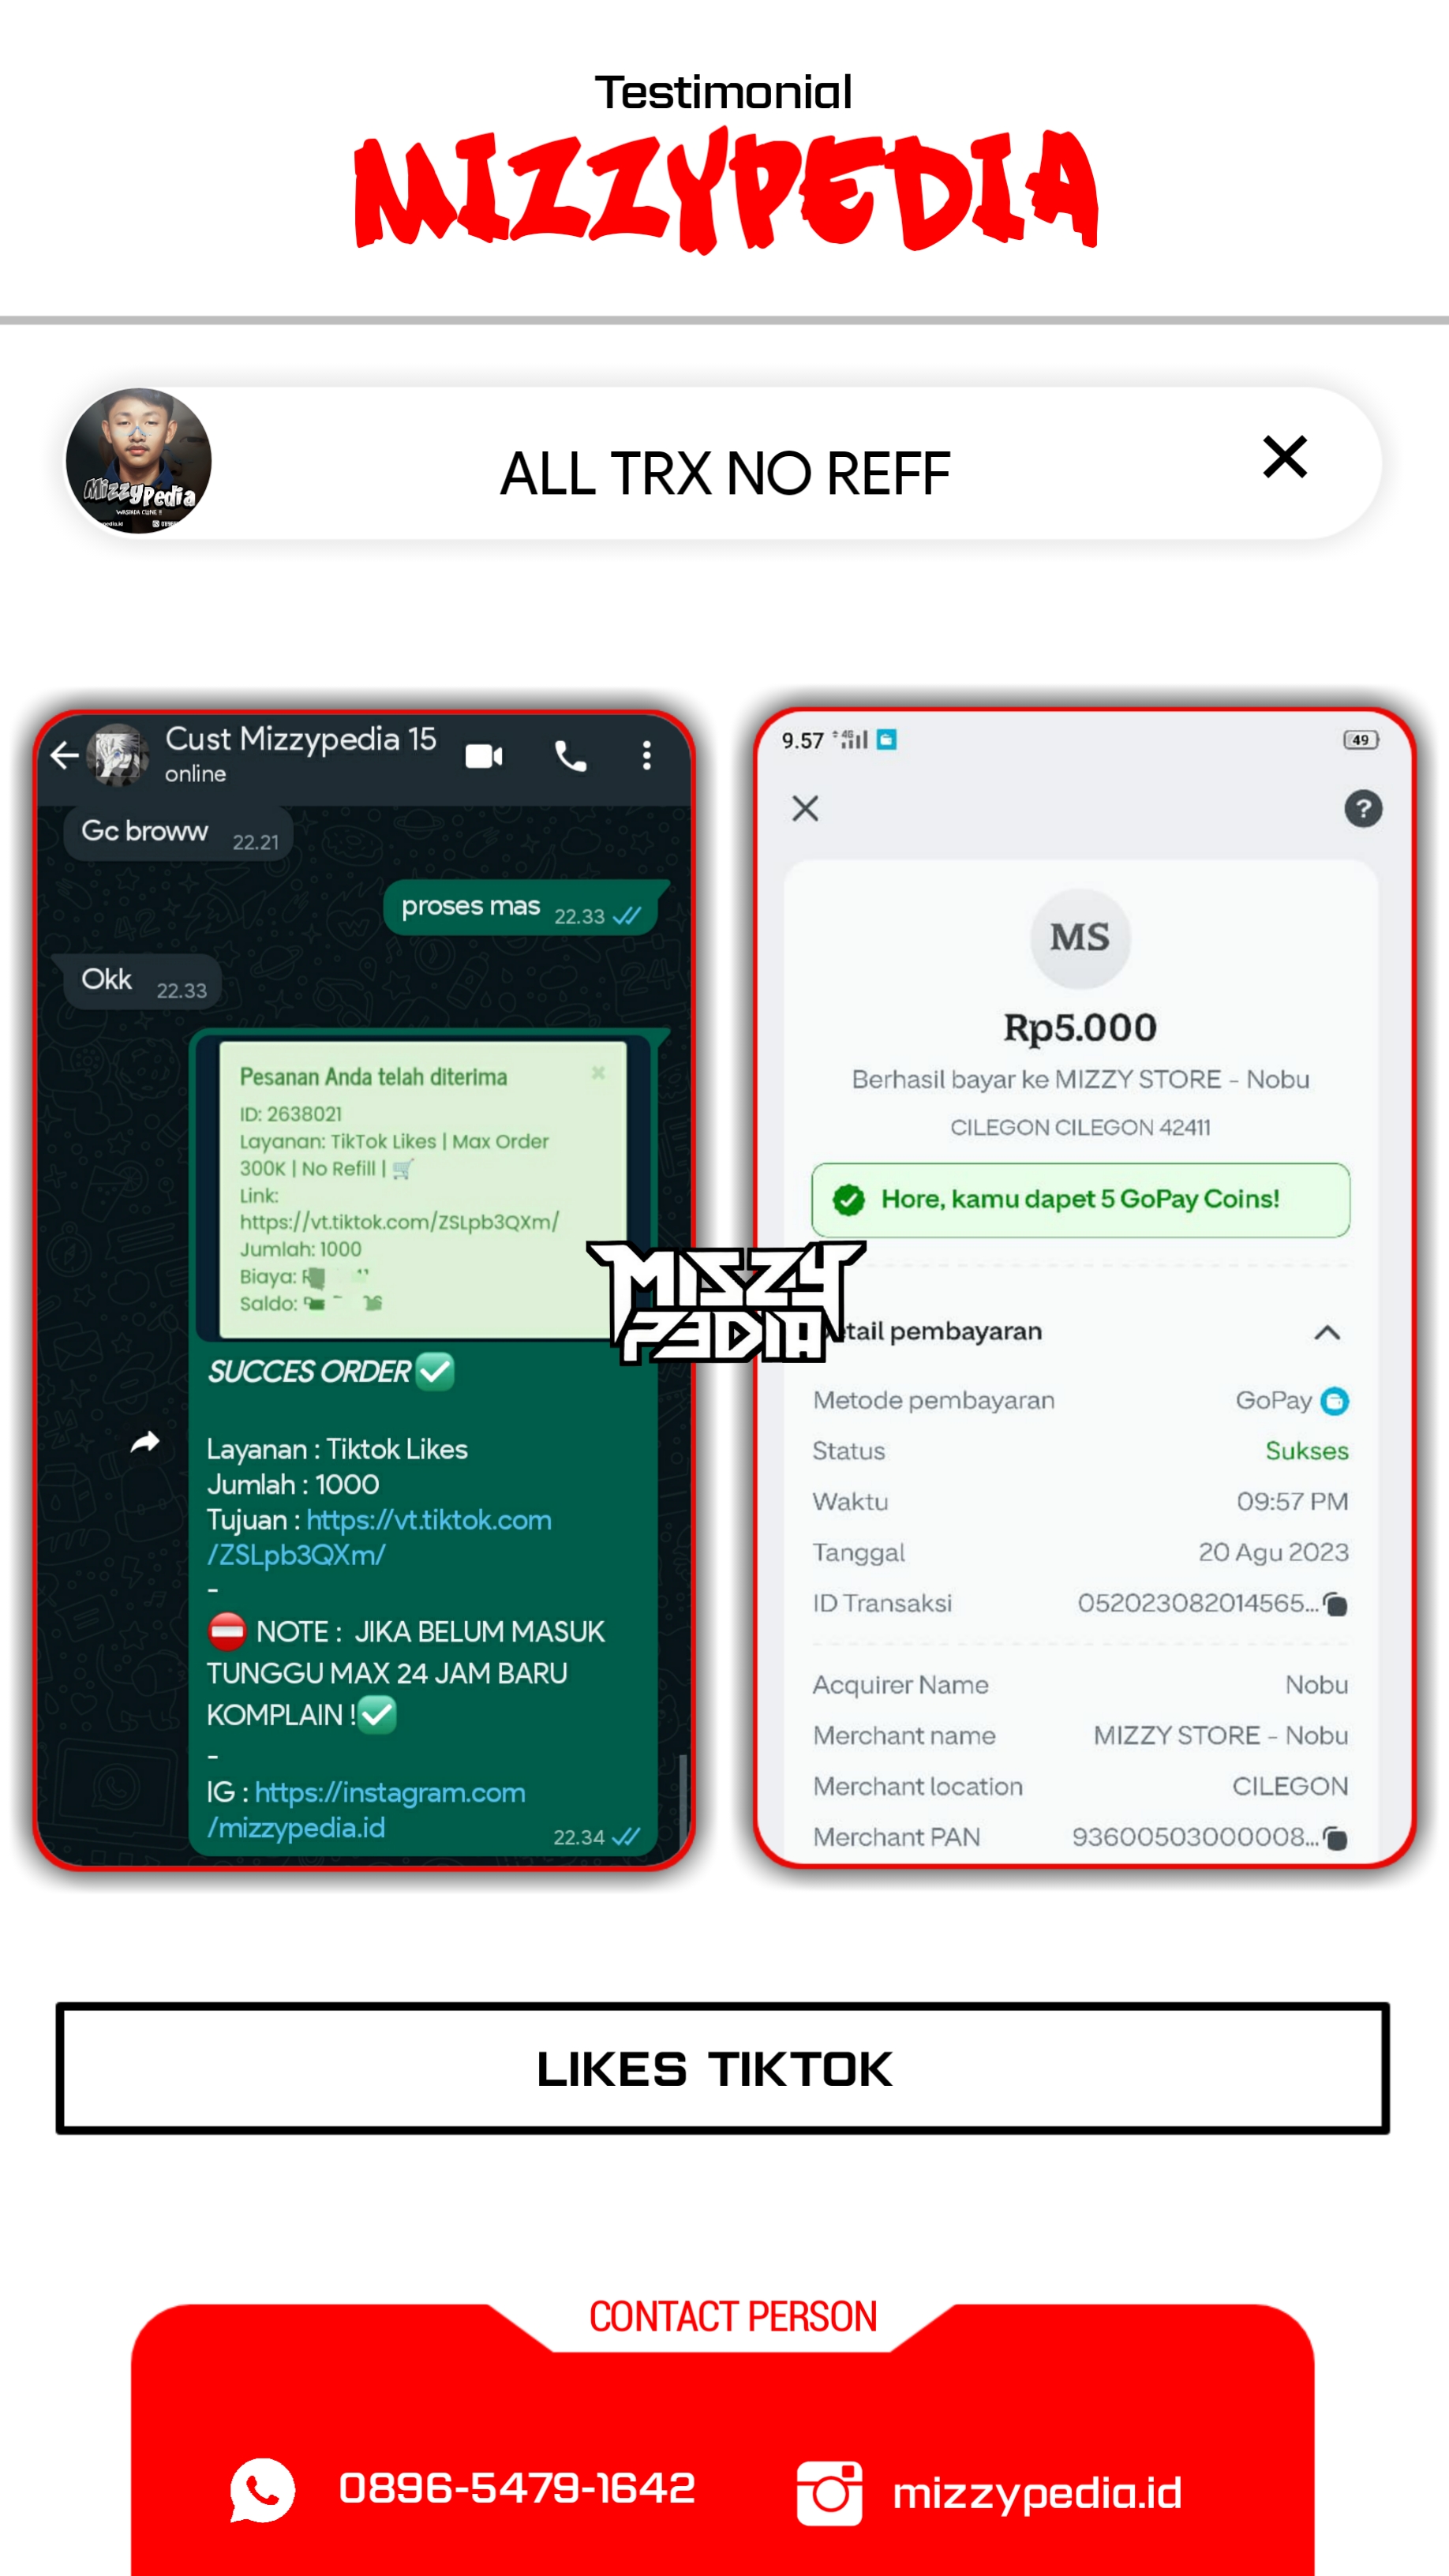 Testimonial
MIZZYPEDIA
MizzyPedia
ALL TRX NO REFF
Cust Mizzypedia 15
online
Gc broww 22.21
proses mas 22.33
Okk 22.33
Pesanan Anda telah diterima
ID: 2638021
Layanan: TikTok Likes | Max Order
300K | No Refill |
Link:
https://vt.tiktok.com/ZSLpb3QXm/
Jumlah: 1000
Biaya:
Saldo:
SUCCES ORDER
Layanan : Tiktok Likes
Jumlah : 1000
Tujuan : https://vt.tiktok.com
/ZSLpb3QXm/
-
NOTE : JIKA BELUM MASUK
TUNGGU MAX 24 JAM BARU
KOMPLAIN !
-
IG : https://instagram.com
/mizzypedia.id
22.34
MIZZY
P3DIA
9.57 4G 49
MS
Rp5.000
Berhasil bayar ke MIZZY STORE - Nobu
CILEGON CILEGON 42411
Hore, kamu dapet 5 GoPay Coins!
tail pembayaran
Metode pembayaran GoPay
Status Sukses
Waktu 09:57 PM
Tanggal 20 Agu 2023
ID Transaksi 052023082014565...
Acquirer Name Nobu
Merchant name MIZZY STORE - Nobu
Merchant location CILEGON
Merchant PAN 93600503000008...
LIKES TIKTOK
CONTACT PERSON
0896-5479-1642
mizzypedia.id